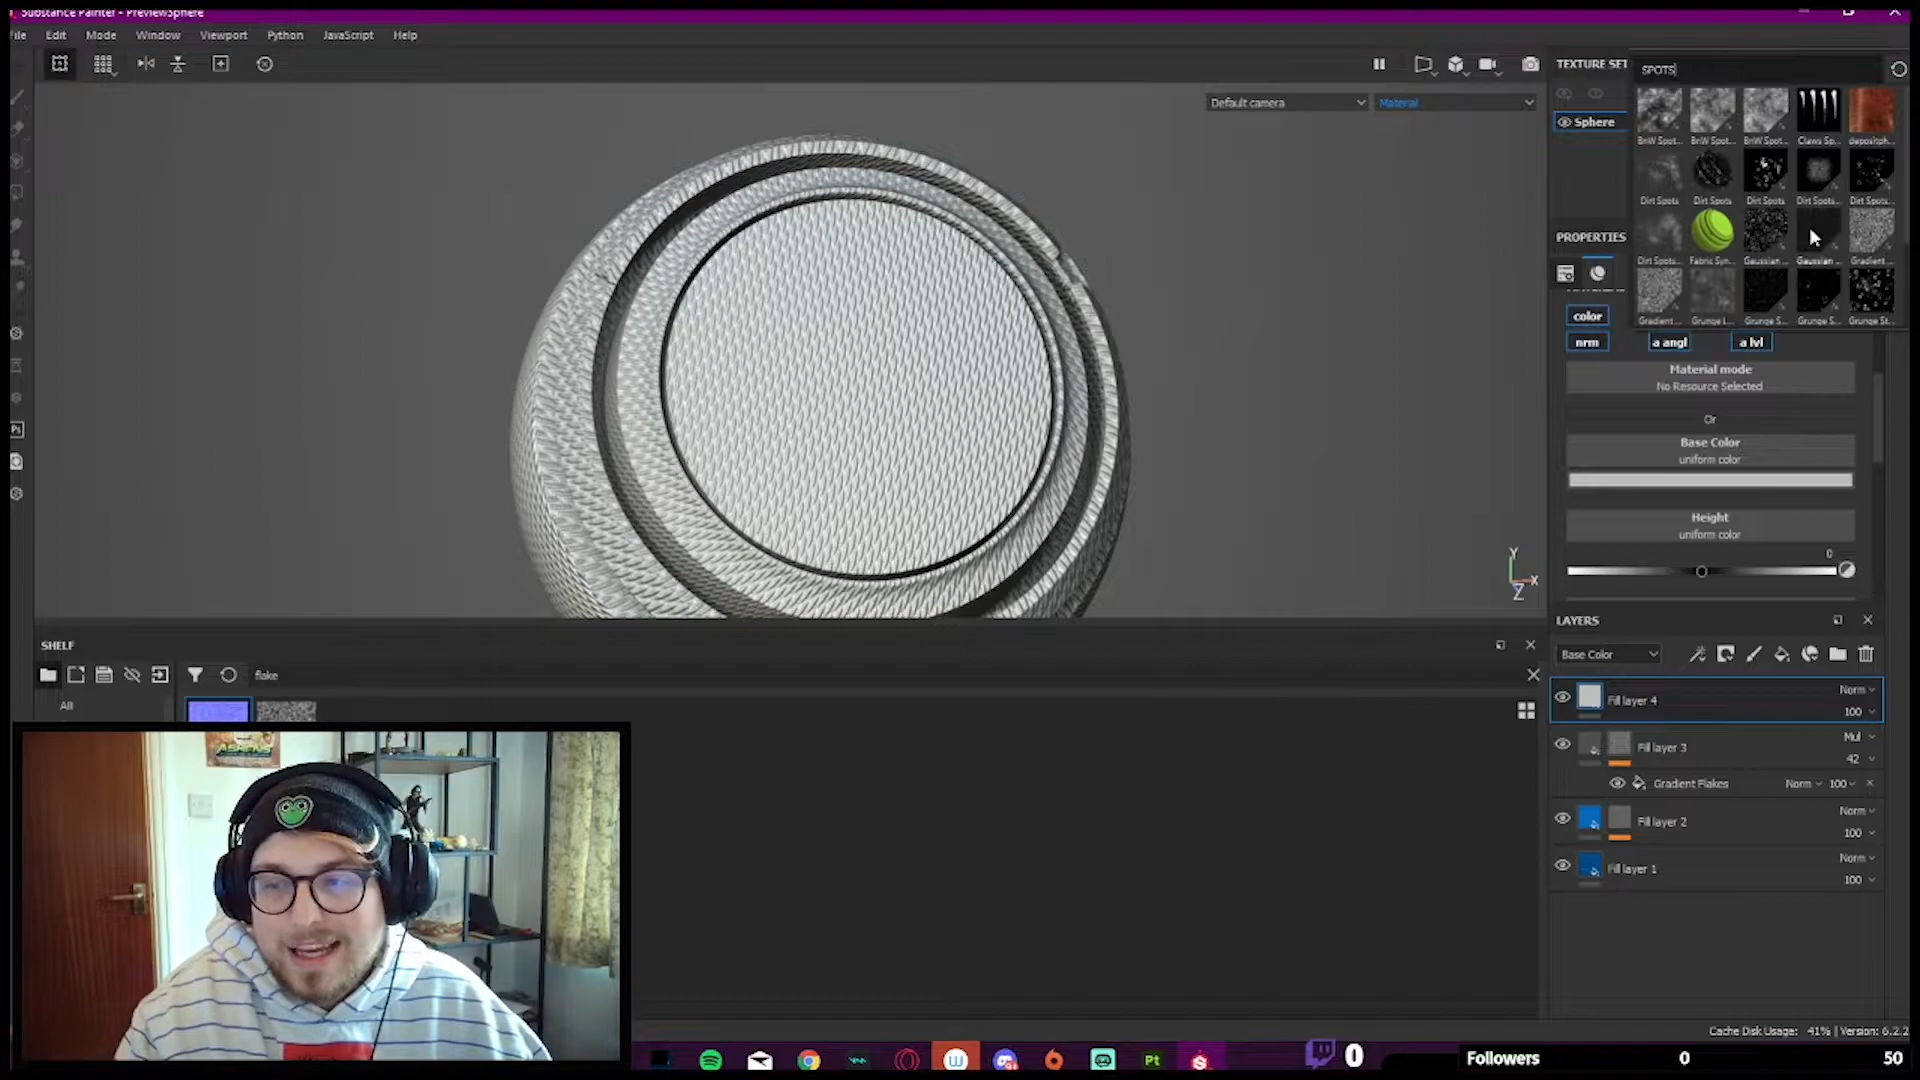 Substance Painter - PreviewSphere
File Edit Mode Window Viewport Python JavaScript Help
Default camera
Material
TEXTURE SET
SPOTS
Sphere
BnW Spot... BnW Spot... BnW Spot... Claws Sp... depositph...
Dirt Spots Dirt Spots Dirt Spots Dirt Spots... Dirt Spots...
Dirt Spots... Fabric Syn... Gaussian ... Gaussian ... Gradient ...
Gradient ... Grunge L... Grunge S... Grunge S... Grunge St...
PROPERTIES
color
nrm a angl a lvl
Material mode
No Resource Selected
Or
Base Color
uniform color
Height
uniform color
0
Y
X
Z
LAYERS
Base Color
Fill layer 4 Norm
100
Fill layer 3 Mul
42
Gradient Flakes Norm 100
Fill layer 2 Norm
100
Fill layer 1 Norm
100
SHELF
flake
All
Cache Disk Usage: 41% | Version: 6.2.2
Pt
0
Followers 0 50